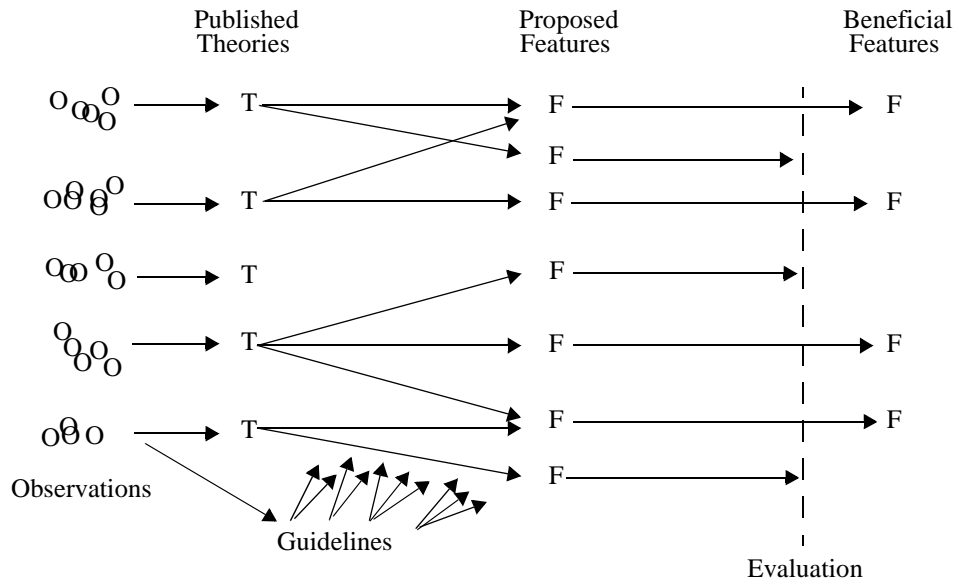 Published
Theories
Proposed
Features
Beneficial
Features
O O O O O T F F
F
O O O O O O T F F
O O O O O T F
O O O O O T F F
F F
O O O O T
F
Observations
Guidelines
Evaluation